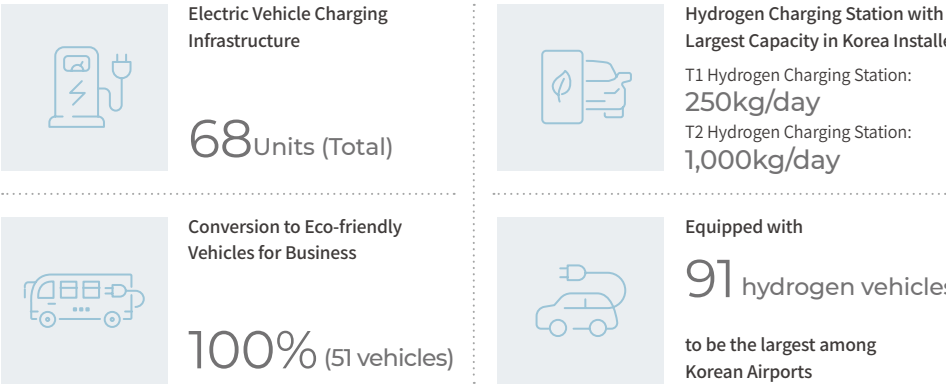 Electric Vehicle Charging
Infrastructure
68Units (Total)
Hydrogen Charging Station with
Largest Capacity in Korea
T1 Hydrogen Charging Station:
250kg/day
T2 Hydrogen Charging Station:
1,000kg/day
Conversion to Eco-friendly
Vehicles for Business
100% (51 vehicles)
Equipped with
91 hydrogen vehicles
to be the largest among
Korean Airports